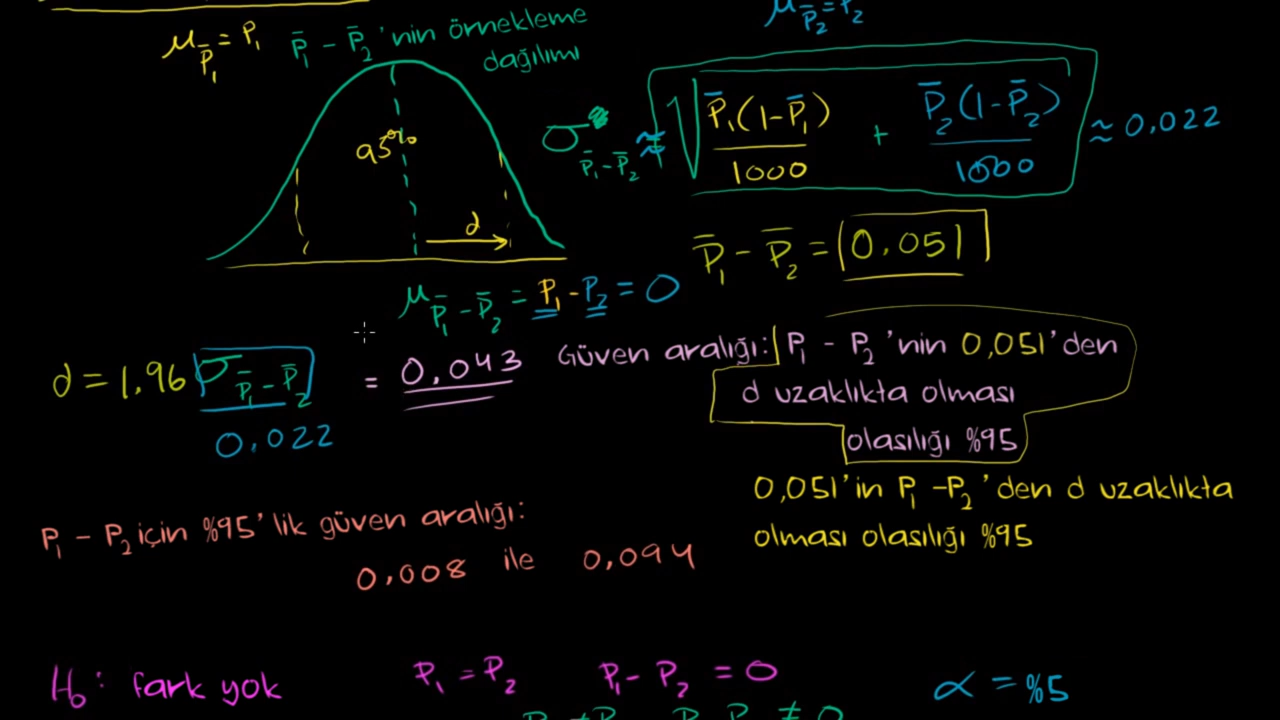 μ_P̄₁ = P₁
P̄₁ - P̄₂'nin örnekleme
dağılımı
μ_P̄₂ = P₂
95%
d
σ_P̄₁-P̄₂ ≈ √(P̄₁(1-P̄₁)/1000 + P̄₂(1-P̄₂)/1000) ≈ 0.022
P̄₁ - P̄₂ = 0.051
μ_P̄₁-P̄₂ = P₁ - P₂ = 0
d = 1.96 σ_P̄₁-P̄₂ = 0.043
0.022
Güven aralığı: P₁ - P₂'nin 0,051'den
d uzaklıkta olması
olasılığı %95
0,051'in P₁ - P₂'den d uzaklıkta
olması olasılığı %95
P₁ - P₂ için %95'lik güven aralığı:
0,008 ile 0,094
H₀: fark yok P₁ = P₂ P₁ - P₂ = 0 α = %5
≠ 0